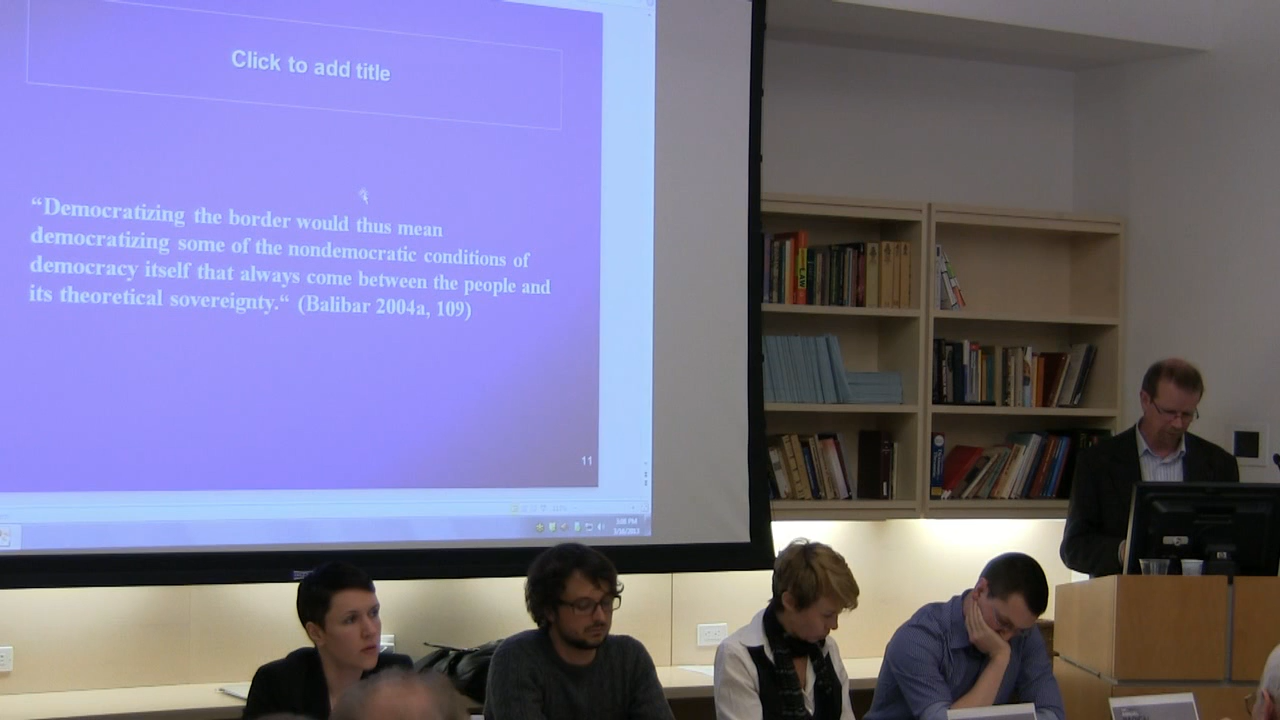 Click to add title
“Democratizing the border would thus mean
democratizing some of the nondemocratic conditions of
democracy itself that always come between the people and
its theoretical sovereignty.“ (Balibar 2004a, 109)
11
LAW